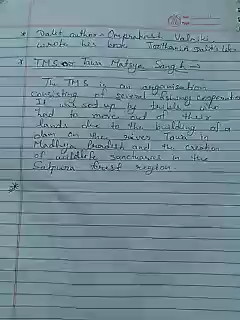 * Dalit author - Omprakash Valmiki
wrote his book Joothan
* TMS or Tawa Matsya Sangh →
The TMS is an organisation
consisting of several fishing cooperatives
It was set up by tribals who
had to move out of their
lands due to the building of a
dam on the river Tawa in
Madhya Pradesh and the creation
of wildlife sanctuaries in the
Satpura forest region.
*